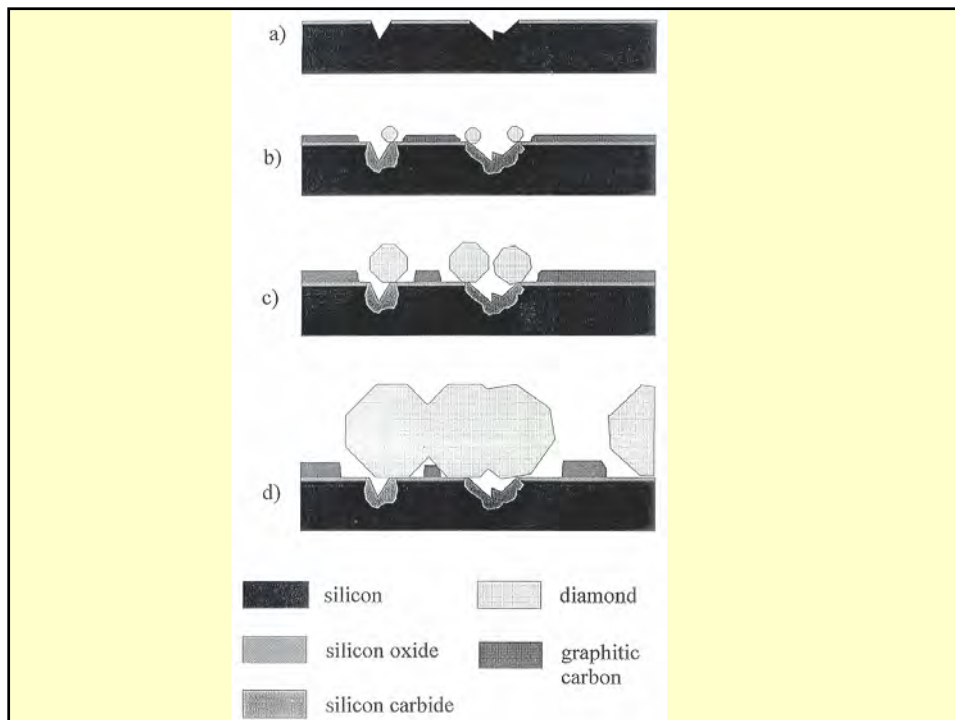 a)
b)
c)
d)
silicon
diamond
silicon oxide
graphitic
carbon
silicon carbide